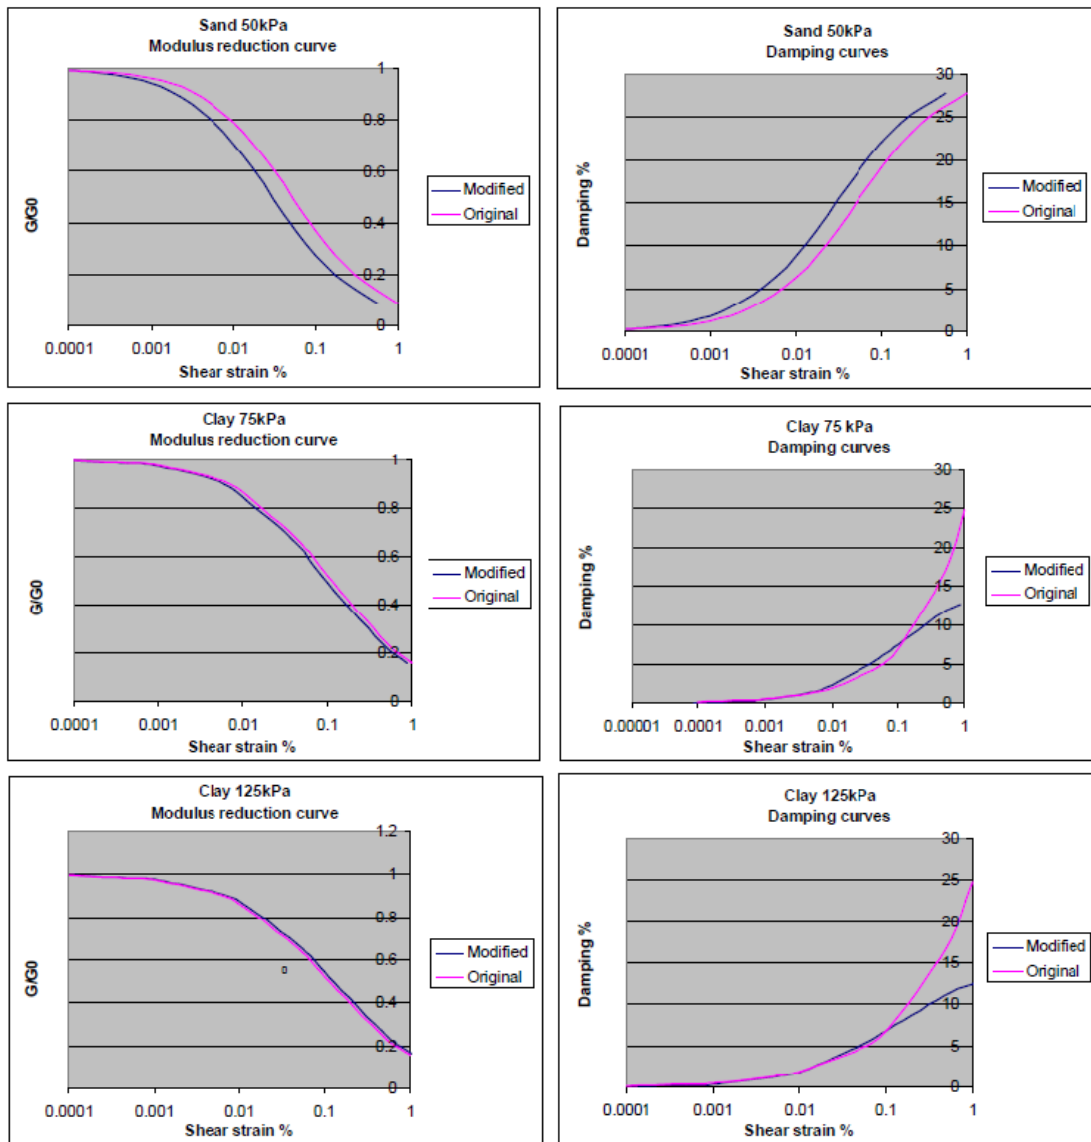 Sand 50kPa
Modulus reduction curve
1
0.8
0.6
0.4
0.2
0
G/G0
0.0001 0.001 0.01 0.1 1
Shear strain %
Modified
Original
Sand 50kPa
Damping curves
30
25
20
15
10
5
0
Damping %
0.0001 0.001 0.01 0.1 1
Shear strain %
Modified
Original
Clay 75kPa
Modulus reduction curve
1
0.8
0.6
0.4
0.2
0
G/G0
0.0001 0.001 0.01 0.1 1
Shear strain %
Modified
Original
Clay 75 kPa
Damping curves
30
25
20
15
10
5
0
Damping %
0.00001 0.0001 0.001 0.01 0.1 1
Shear strain %
Modified
Original
Clay 125kPa
Modulus reduction curve
1.2
1
0.8
0.6
0.4
0.2
0
G/G0
0.0001 0.001 0.01 0.1 1
Shear strain %
Modified
Original
Clay 125kPa
Damping curves
30
25
20
15
10
5
0
Damping %
0.0001 0.001 0.01 0.1 1
Shear strain %
Modified
Original